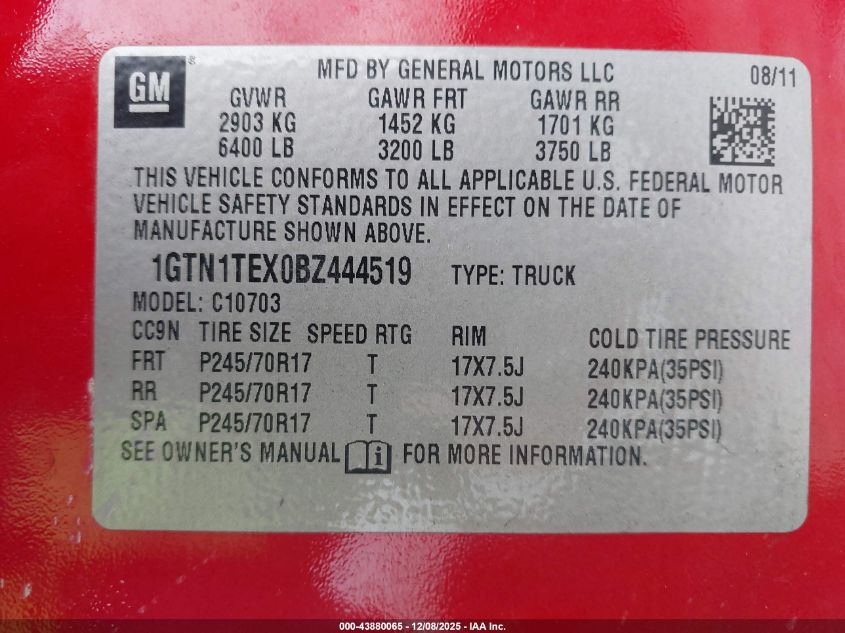 GM ® MFD BY GENERAL MOTORS LLC 08/11
GVWR GAWR FRT GAWR RR
2903 KG 1452 KG 1701 KG
6400 LB 3200 LB 3750 LB
THIS VEHICLE CONFORMS TO ALL APPLICABLE U.S. FEDERAL MOTOR
VEHICLE SAFETY STANDARDS IN EFFECT ON THE DATE OF
MANUFACTURE SHOWN ABOVE.
1GTN1TEX0BZ444519 TYPE: TRUCK
MODEL: C10703
CC9N TIRE SIZE SPEED RTG RIM COLD TIRE PRESSURE
FRT P245/70R17 T 17X7.5J 240KPA(35PSI)
RR P245/70R17 T 17X7.5J 240KPA(35PSI)
SPA P245/70R17 T 17X7.5J 240KPA(35PSI)
SEE OWNER'S MANUAL i FOR MORE INFORMATION.
000-43880065 - 12/08/2025 - IAA Inc.